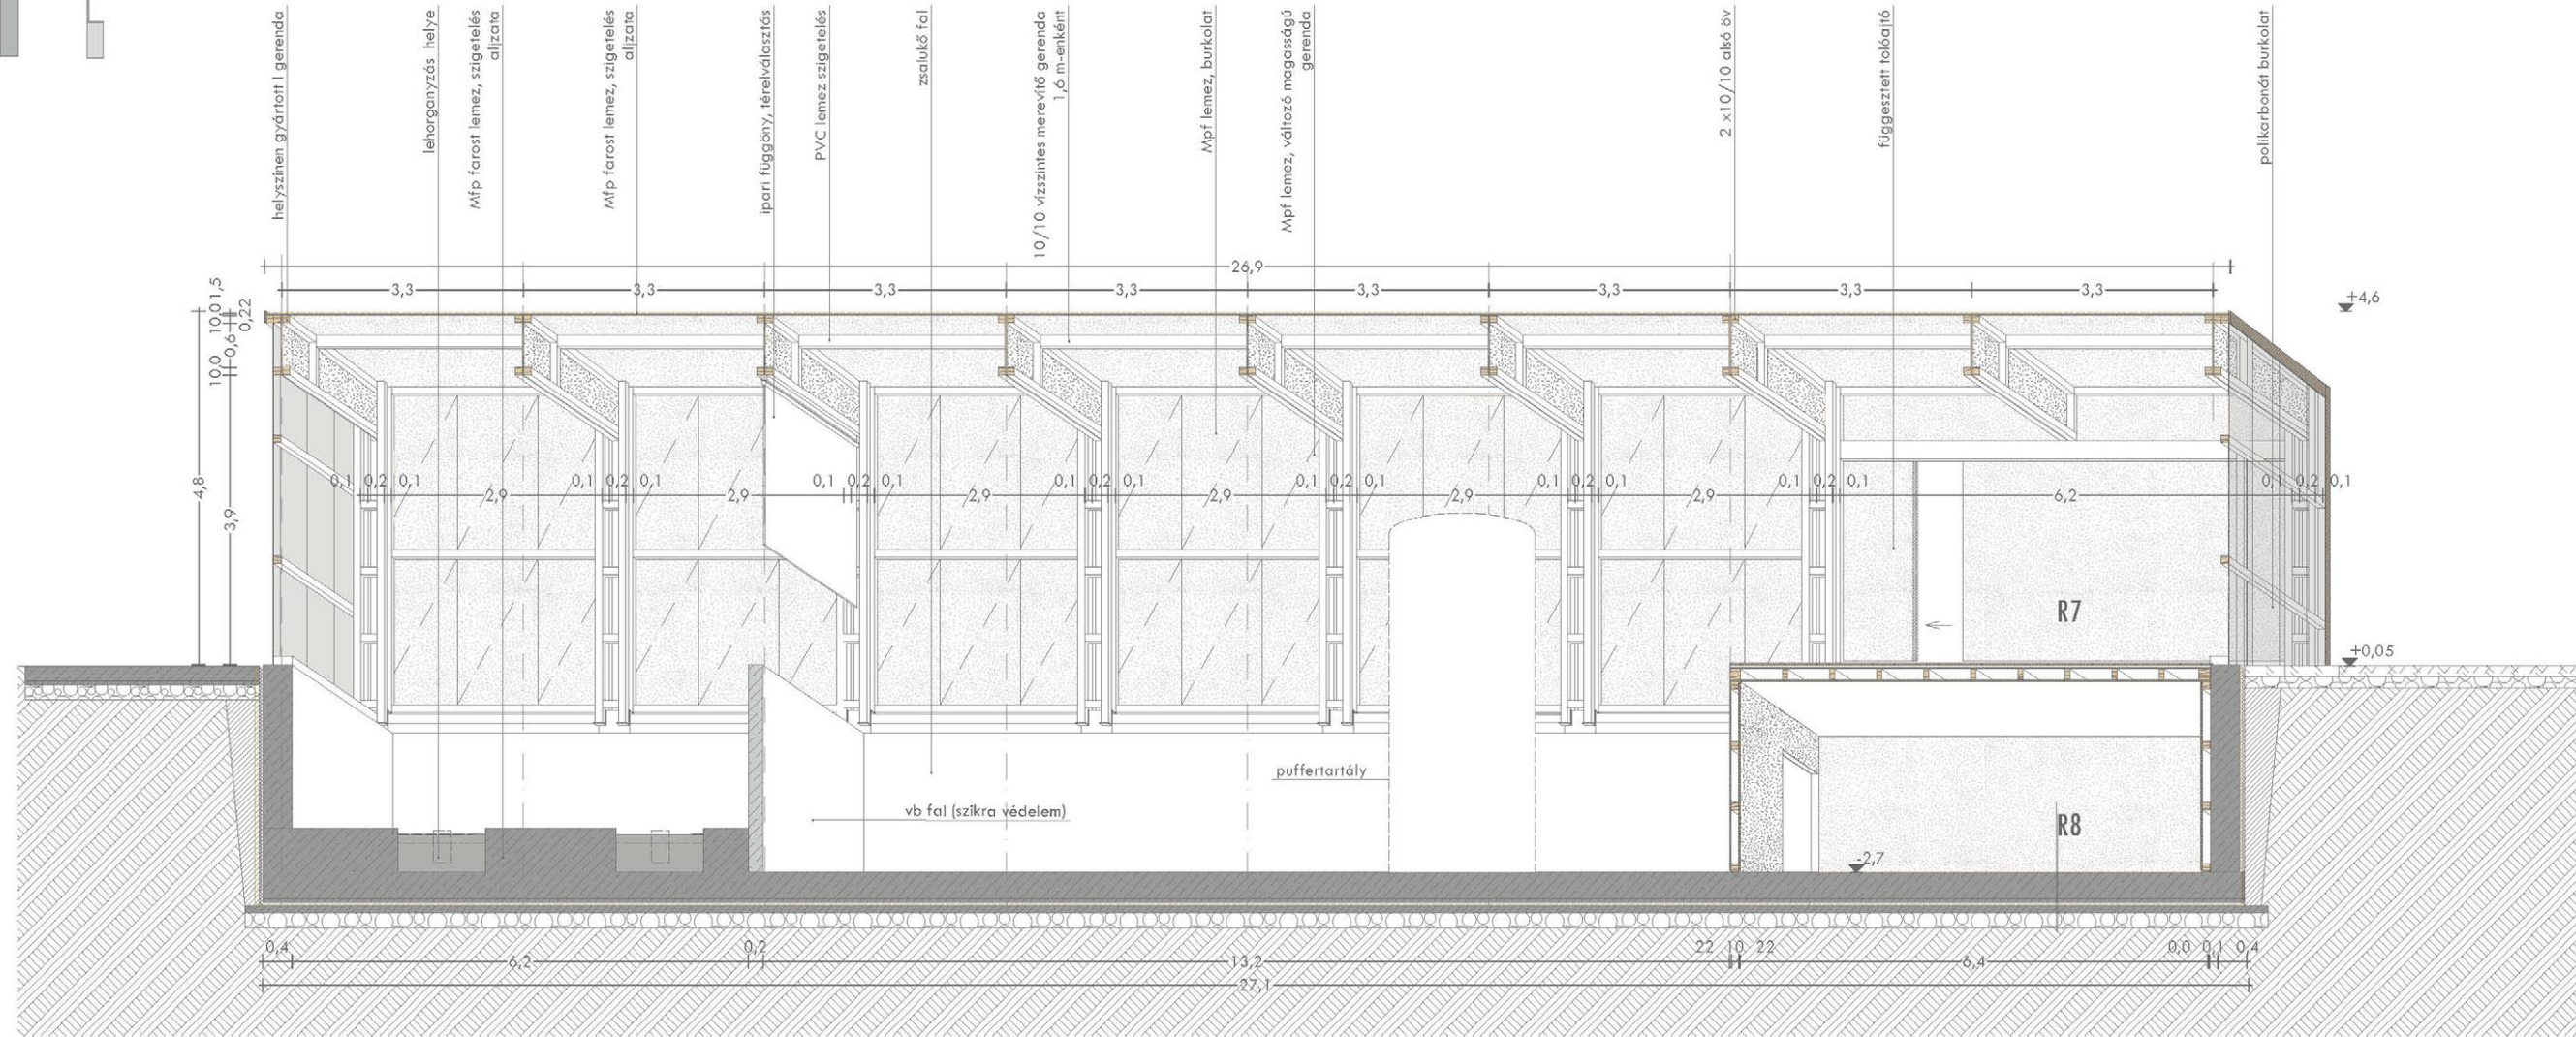 helyszínen gyártott I gerenda
lehorganyzás helye
Mfp farost lemez, szigetelés
aljzata
Mfp farost lemez, szigetelés
aljzata
ipari függöny, térelválasztás
PVC lemez szigetelés
zsalukő fal
10/10 vízszintes merevítő gerenda
1,6 m-enként
Mpf lemez, burkolat
Mpf lemez, változó magasságú
gerenda
2 x10/10 alsó öv
függesztett tolóajtó
polikarbonát burkolat
26,9
3,3 3,3 3,3 3,3 3,3 3,3 3,3 3,3
+4,6
10,01,5
0,22
0,6
10,0
4,8
3,9
0,1 0,2 0,1 2,9 0,1 0,2 0,1 2,9 0,1 0,2 0,1 2,9 0,1 0,2 0,1 2,9 0,1 0,2 0,1 2,9 0,1 0,2 0,1 2,9 0,1 0,2 0,1 6,2 0,1 0,2 0,1
R7
+0,05
puffertartály
vb fal (szikra védelem)
R8
-2,7
0,4 6,2 0,2 13,2 22 10 22 6,4 0,0 0,1 0,4
27,1